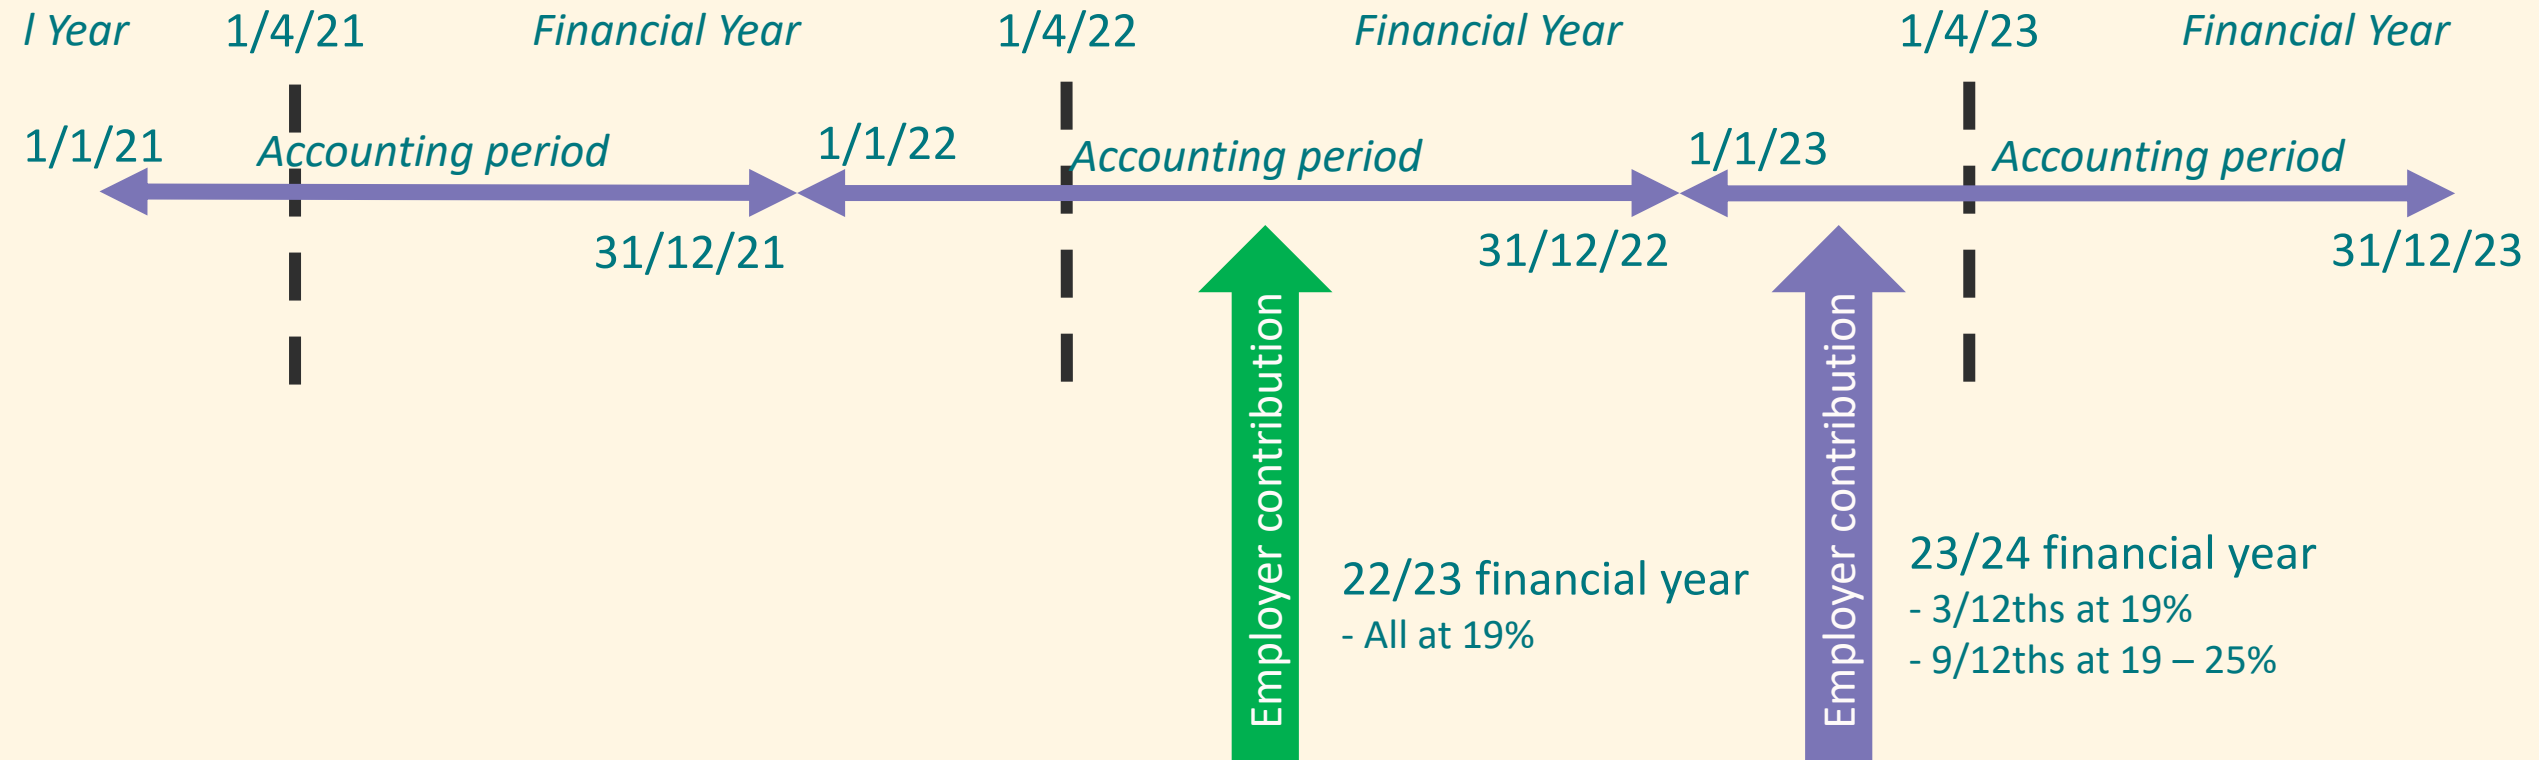 l Year
1/4/21
Financial Year
1/4/22
Financial Year
1/4/23
Financial Year
1/1/21
Accounting period
1/1/22
Accounting period
1/1/23
Accounting period
31/12/21
31/12/22
31/12/23
Employer contribution
22/23 financial year
- All at 19%
Employer contribution
23/24 financial year
- 3/12ths at 19%
- 9/12ths at 19 – 25%